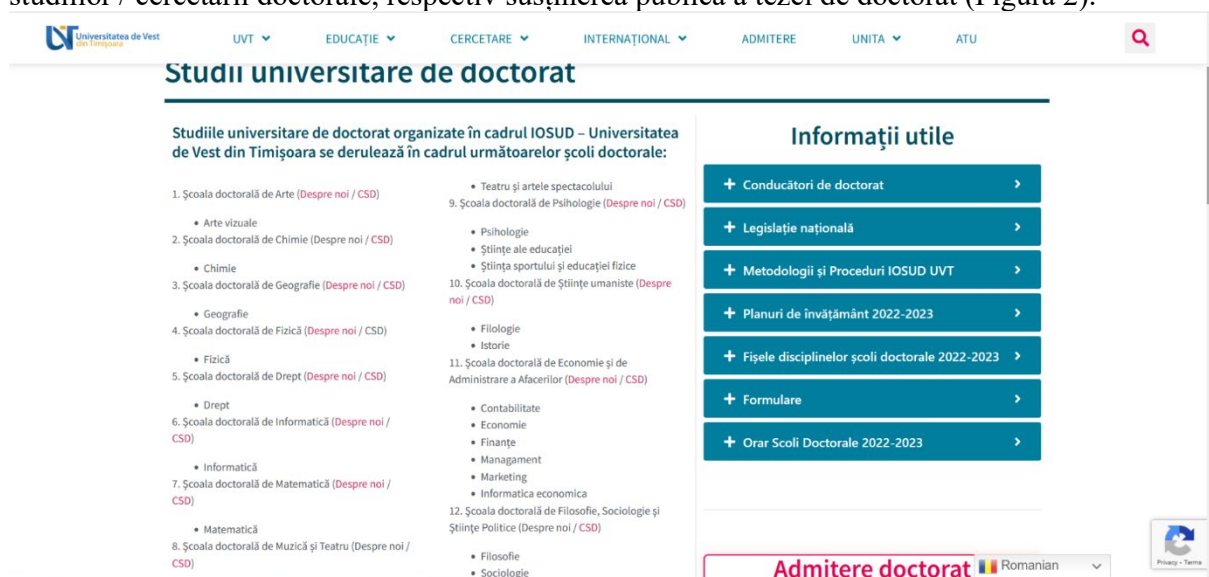 studiilor / cercetării doctorale, respectiv susținerea publică a tezei de doctorat (Figura 2).
Universitatea de Vest
din Timișoara
UVT
EDUCAȚIE
CERCETARE
INTERNAȚIONAL
ADMITERE
UNITA
ATU
Studii universitare de doctorat
Studiile universitare de doctorat organizate în cadrul IOSUD – Universitatea
de Vest din Timișoara se derulează în cadrul următoarelor școli doctorale:
1. Școala doctorală de Arte (Despre noi / CSD)
• Arte vizuale
2. Școala doctorală de Chimie (Despre noi / CSD)
• Chimie
3. Școala doctorală de Geografie (Despre noi / CSD)
• Geografie
4. Școala doctorală de Fizică (Despre noi / CSD)
• Fizică
5. Școala doctorală de Drept (Despre noi / CSD)
• Drept
6. Școala doctorală de Informatică (Despre noi /
CSD)
• Informatică
7. Școala doctorală de Matematică (Despre noi /
CSD)
• Matematică
8. Școala doctorală de Muzică și Teatru (Despre noi /
CSD)
• Teatru și artele spectacolului
9. Școala doctorală de Psihologie (Despre noi / CSD)
• Psihologie
• Științe ale educației
• Știința sportului și educației fizice
10. Școala doctorală de Științe umaniste (Despre
noi / CSD)
• Filologie
• Istorie
11. Școala doctorală de Economie și de
Administrare a Afacerilor (Despre noi / CSD)
• Contabilitate
• Economie
• Finanțe
• Managament
• Marketing
• Informatica economica
12. Școala doctorală de Filosofie, Sociologie și
Științe Politice (Despre noi / CSD)
• Filosofie
• Sociologie
Informații utile
+ Conducători de doctorat
+ Legislație națională
+ Metodologii și Proceduri IOSUD UVT
+ Planuri de învățământ 2022-2023
+ Fișele disciplinelor școli doctorale 2022-2023
+ Formulare
+ Orar Scoli Doctorale 2022-2023
Admitere doctorat
Romanian
Privacy - Terms